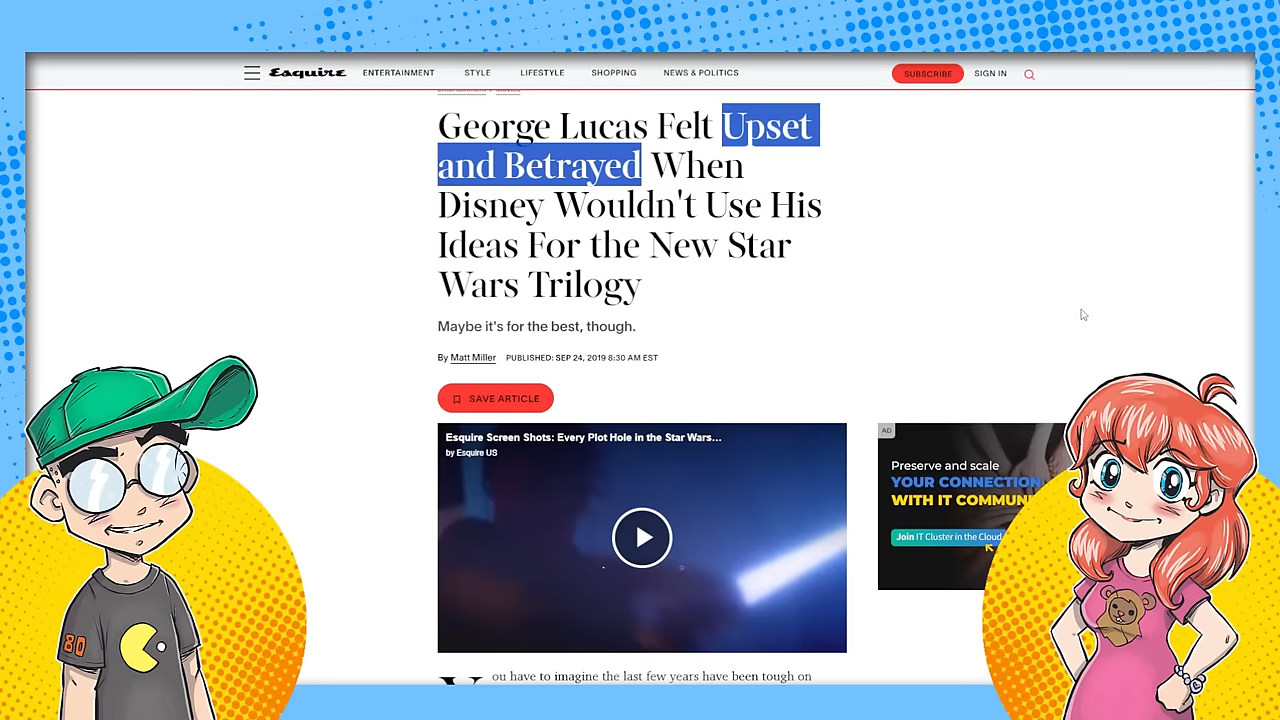 Esquire ENTERTAINMENT STYLE LIFESTYLE SHOPPING NEWS & POLITICS SUBSCRIBE SIGN IN
George Lucas Felt Upset
and Betrayed When
Disney Wouldn't Use His
Ideas For the New Star
Wars Trilogy
Maybe it's for the best, though.
By Matt Miller PUBLISHED: SEP 24, 2019 8:30 AM EST
SAVE ARTICLE
Esquire Screen Shots: Every Plot Hole in the Star Wars...
by Esquire US
AD
Preserve and scale
YOUR CONNECTION
WITH IT COMMUN
Join IT Cluster in the Cloud
80
ou have to imagine the last few years have been tough on